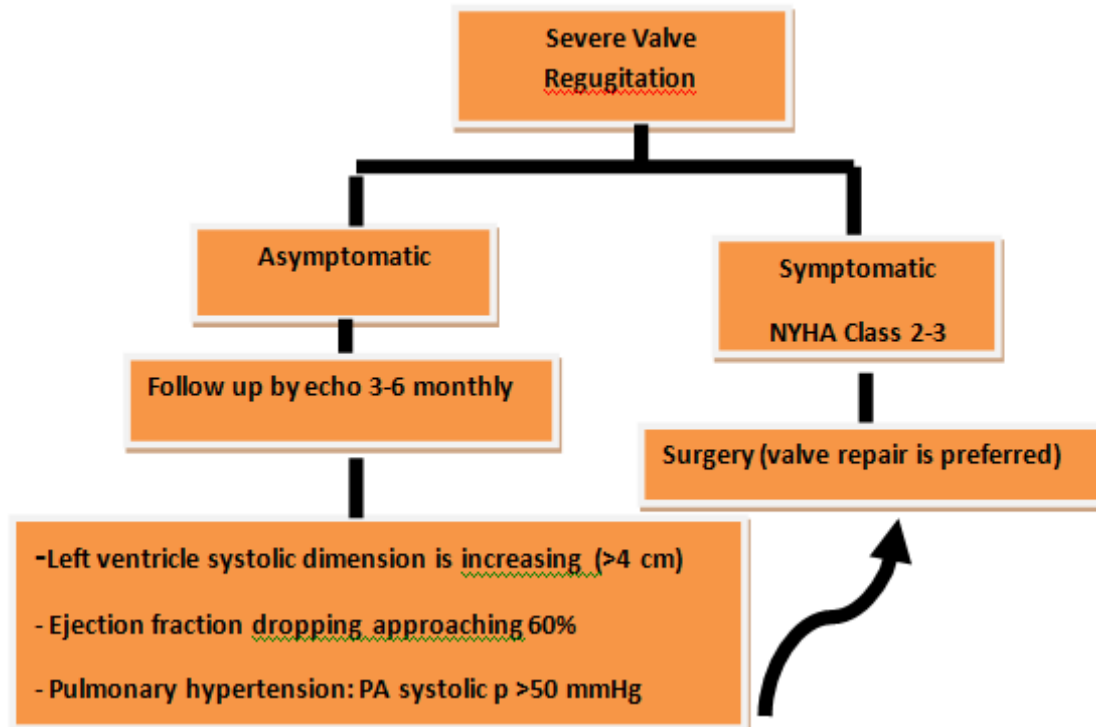 Severe Valve
Regugitation
Asymptomatic
Symptomatic
NYHA Class 2-3
Follow up by echo 3-6 monthly
Surgery (valve repair is preferred)
-Left ventricle systolic dimension is increasing (>4 cm)
- Ejection fraction dropping approaching 60%
- Pulmonary hypertension: PA systolic p >50 mmHg